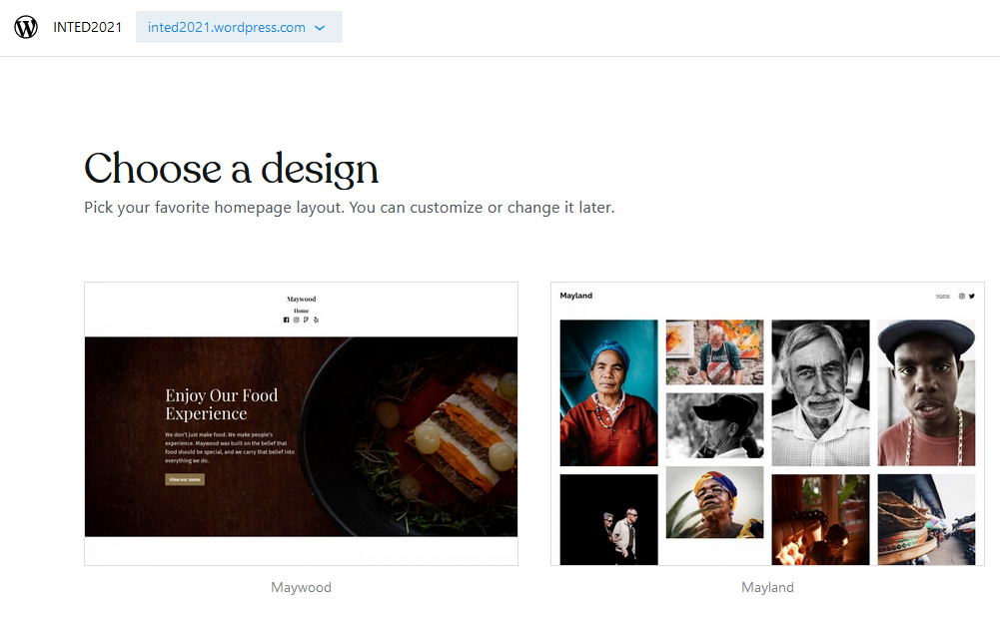 INTED2021 inted2021.wordpress.com
Choose a design
Pick your favorite homepage layout. You can customize or change it later.
Maywood
Home
Enjoy Our Food
Experience
We don't just make food. We make people's
experience. Maywood was built on the belief that
food should be special, and we carry that belief into
everything we do.
View our menu
Maywood
Mayland
Home
Mayland